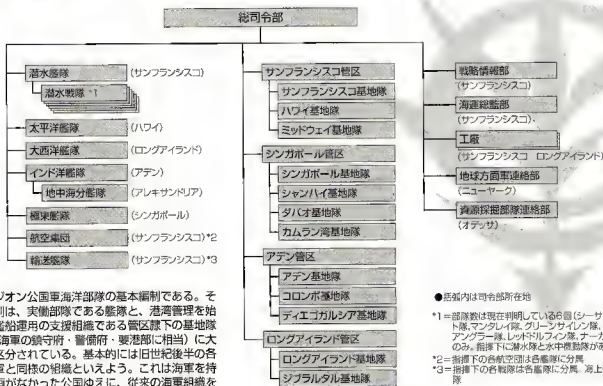 総司令部
潜水艦隊 (サンフランシスコ)
潜水戦隊 *1
太平洋艦隊 (ハワイ)
大西洋艦隊 (ロングアイランド)
インド洋艦隊 (アデン)
地中海分艦隊 (アレキサンドリア)
極東艦隊 (シンガポール)
航空集団 (サンフランシスコ)*2
輸送艦隊 (サンフランシスコ)*3
サンフランシスコ管区
サンフランシスコ基地隊
ハワイ基地隊
ミッドウェイ基地隊
シンガポール管区
シンガポール基地隊
シャンハイ基地隊
ダバオ基地隊
カムラン湾基地隊
アデン管区
アデン基地隊
コロンボ基地隊
ディエゴガルシア基地隊
ロングアイランド管区
ロングアイランド基地隊
ジブラルタル基地隊
戦略情報部
(サンフランシスコ)
海運総監部
(サンフランシスコ)
工廠
(サンフランシスコ ロングアイランド)
地球方面軍連絡部
(ニューヤーク)
資源採掘部隊連絡部
(オデッサ)
ジオン公国軍海洋部隊の基本編制である。そ
制は、実働部隊である艦隊と、港湾管理を始
艦船運用の支援組織である管区隷下の基地隊
海軍の鎮守府・警備府・要港部に相当)に大
区分されている。基本的には旧世紀後半の各
軍と同様の組織といえよう。これは海軍を持
がなかった公国ゆえに、従来の海軍組織を
●括弧内は司令部所在地
*1=部隊数は現在判明している6個(シーサ
ト隊、マンタレイ隊、グリーンサイレン隊、
アングラー隊、レッドドルフィン隊、ナーガ
のみ。指揮下に潜水隊と水中機動隊があ
*2=指揮下の各航空団は各艦隊に分属
*3=指揮下の各戦隊は各艦隊に分属。海上
隊